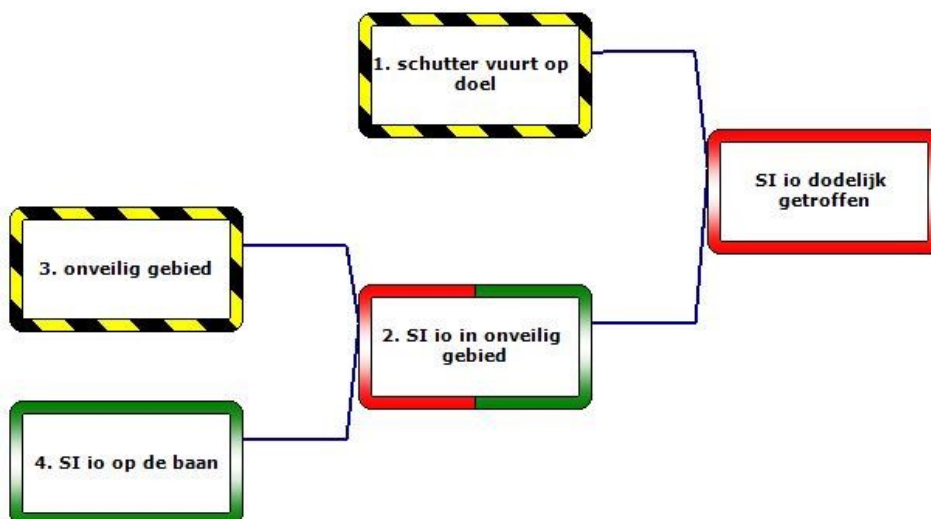 1. schutter vuurt op
doel
SI io dodelijk
getroffen
3. onveilig gebied
2. SI io in onveilig
gebied
4. SI io op de baan